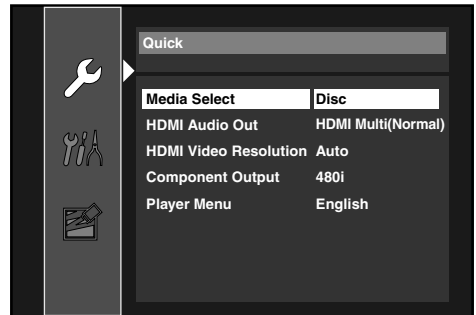 Quick
Media Select Disc
HDMI Audio Out HDMI Multi(Normal)
HDMI Video Resolution Auto
Component Output 480i
Player Menu English